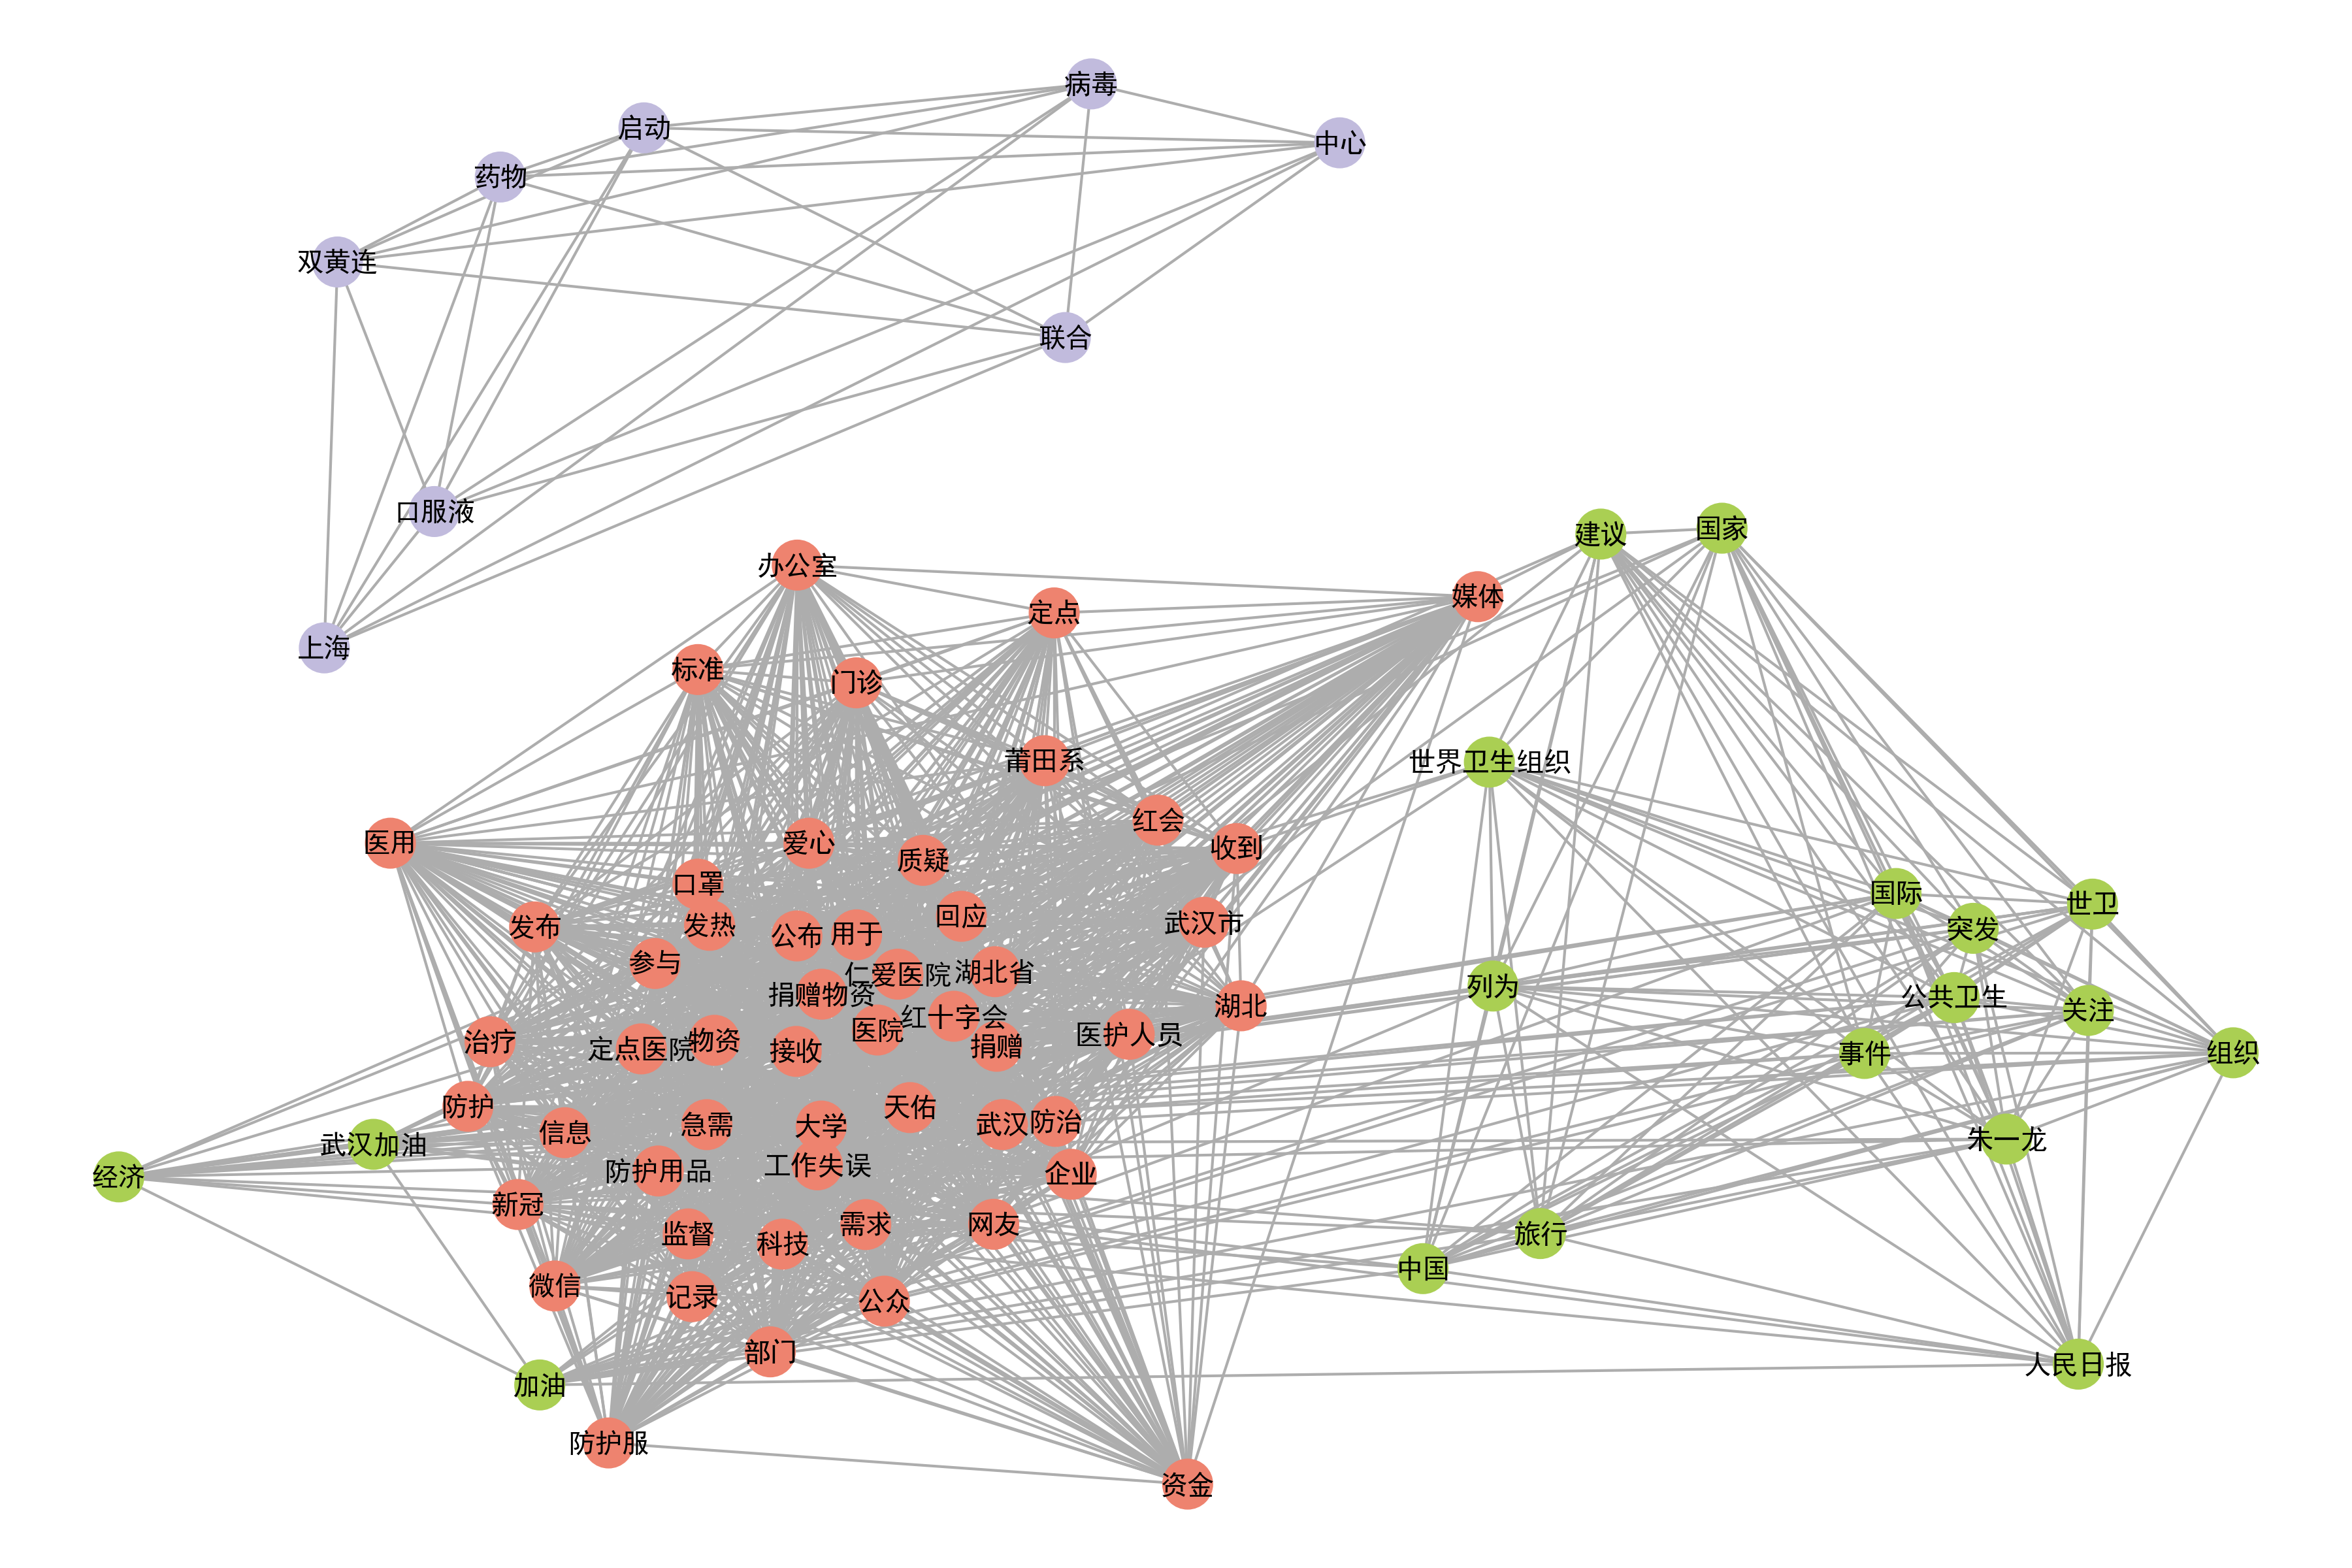 病毒
启动
中心
药物
双黄连
联合
口服液
上海
建议
国家
办公室
媒体
定点
标准
门诊
莆田系
世界卫生组织
红会
医用
爱心
收到
质疑
口罩
国际
世卫
回应
武汉市
发布
发热
突发
公布
用于
参与
湖北省
仁爱医院
列为
捐赠物资
公共卫生
湖北
关注
红十字会
医院
医护人员
治疗
物资
捐赠
定点医院
接收
事件
组织
防护
天佑
防治
武汉
急需
大学
信息
朱一龙
武汉加油
工作失误
防护用品
企业
经济
新冠
需求
网友
监督
旅行
科技
中国
微信
记录
公众
部门
人民日报
加油
防护服
资金